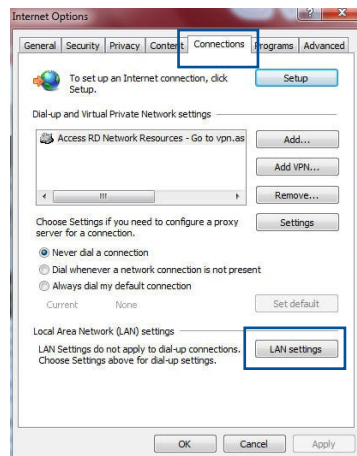 Internet Options
General Security Privacy Content Connections Programs Advanced
To set up an Internet connection, click Setup.
Setup
Dial-up and Virtual Private Network settings
Access RD Network Resources - Go to vpn.as
Add...
Add VPN...
Remove...
Choose Settings if you need to configure a proxy
server for a connection.
Settings
Never dial a connection
Dial whenever a network connection is not present
Always dial my default connection
Current None Set default
Local Area Network (LAN) settings
LAN Settings do not apply to dial-up connections.
Choose Settings above for dial-up settings.
LAN settings
OK Cancel Apply